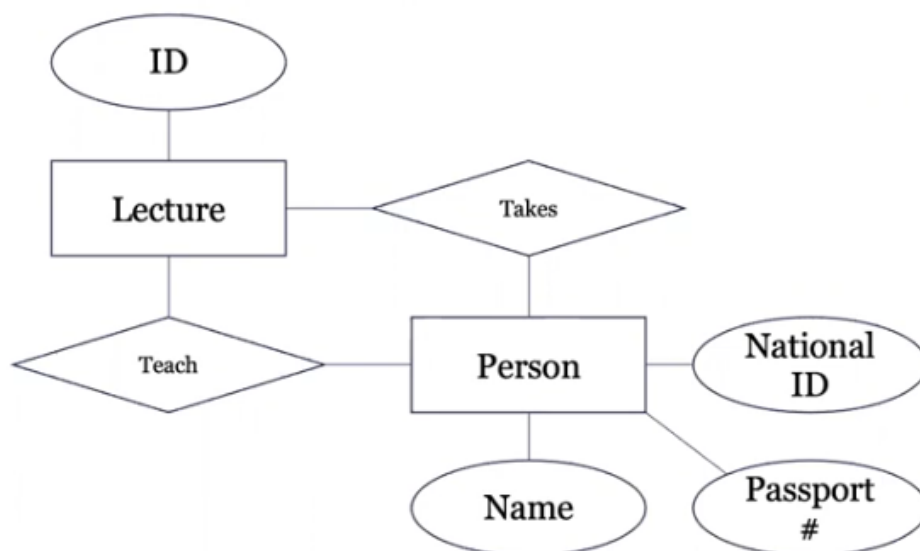 ID
Lecture
Takes
Teach
Person
National
ID
Name
Passport
#